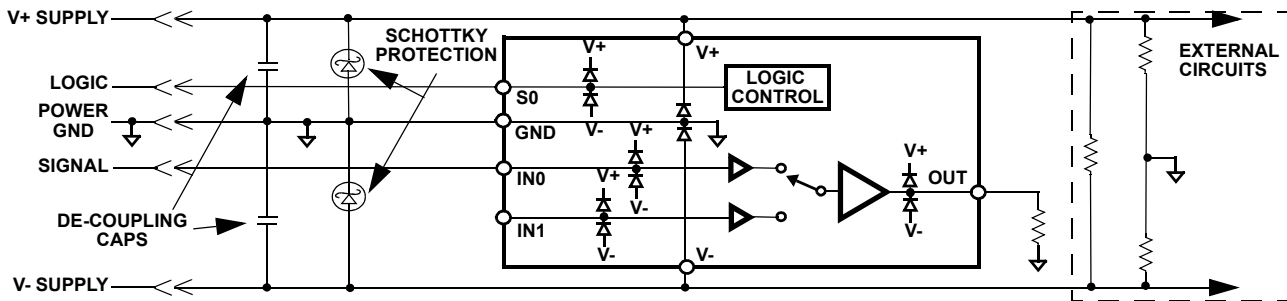 V+ SUPPLY
LOGIC
POWER
GND
SIGNAL
DE-COUPLING
CAPS
V- SUPPLY
SCHOTTKY
PROTECTION
V+
S0
V-
V+
LOGIC
CONTROL
GND
V+
IN0
V-
V+
IN1
V-
V+
OUT
V-
V-
EXTERNAL
CIRCUITS